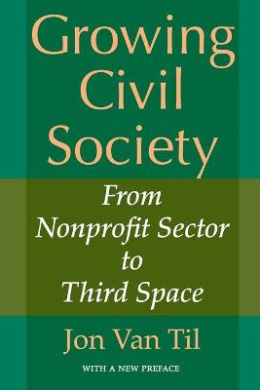 Growing
Civil
Society
From
Nonprofit Sector
to
Third Space
Jon Van Til
WITH A NEW PREFACE